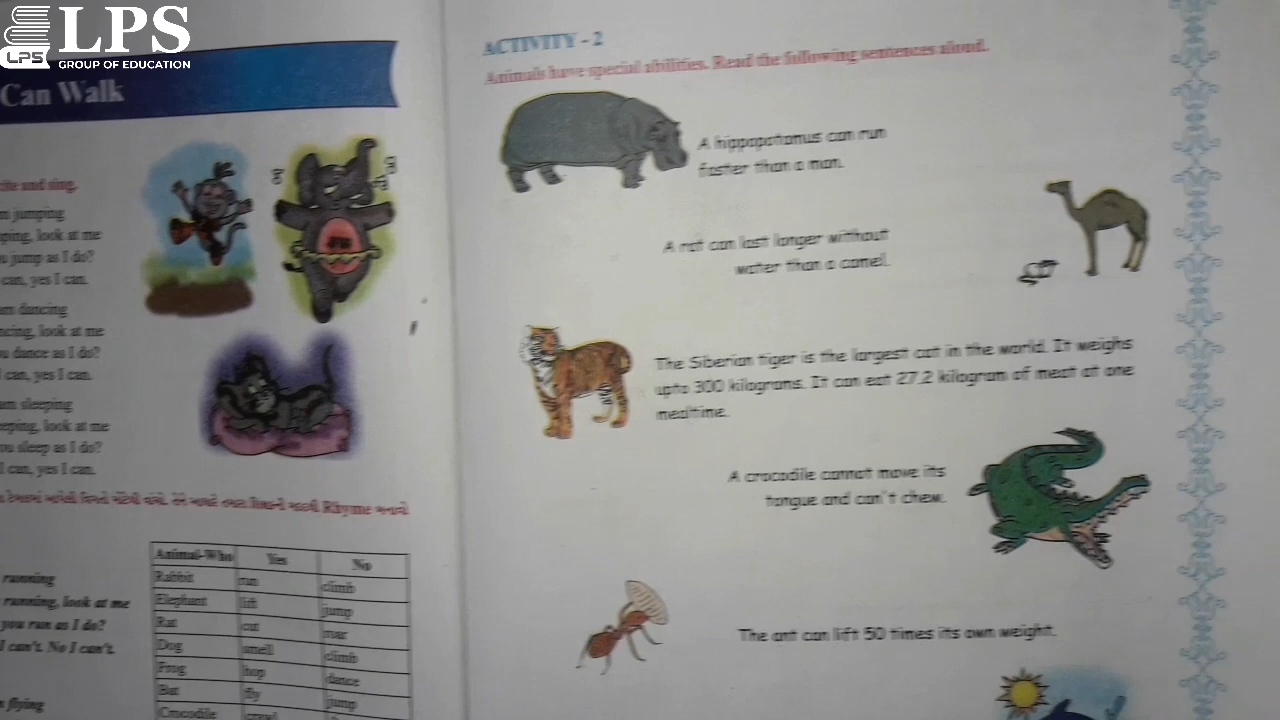 LPS
LPS
GROUP OF EDUCATION
Can Walk
and sing.
jumping
look at me
jump as I do?
can, yes I can.
dancing
look at me
dance as I do?
can, yes I can.
am sleeping
look at me
sleep as I do?
I can, yes I can.
Rhyme
running
running, look at me
you run as I do?
I can't. No I can't.
flying
Animal-Who Yes No
Rabbit run climb
Elephant lift jump
Rat cut roar
Dog smell climb
Frog hop dance
Bat fly jump
Crocodile crawl
ACTIVITY - 2
Animals have special abilities. Read the following sentences aloud.
A hippopotamus can run
faster than a man.
A rat can last longer without
water than a camel.
The Siberian tiger is the largest cat in the world. It weighs
upto 300 kilograms. It can eat 27.2 kilogram of meat at one
mealtime.
A crocodile cannot move its
tongue and can't chew.
The ant can lift 50 times its own weight.